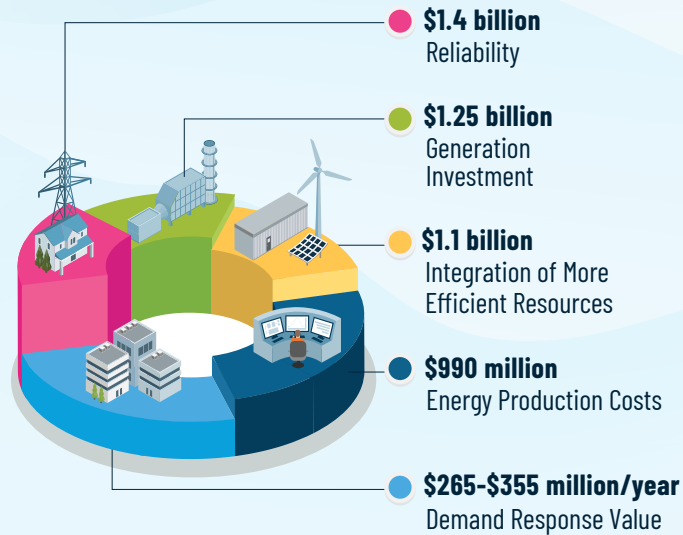 $1.4 billion
Reliability
$1.25 billion
Generation
Investment
$1.1 billion
Integration of More
Efficient Resources
$990 million
Energy Production Costs
$265-$355 million/year
Demand Response Value